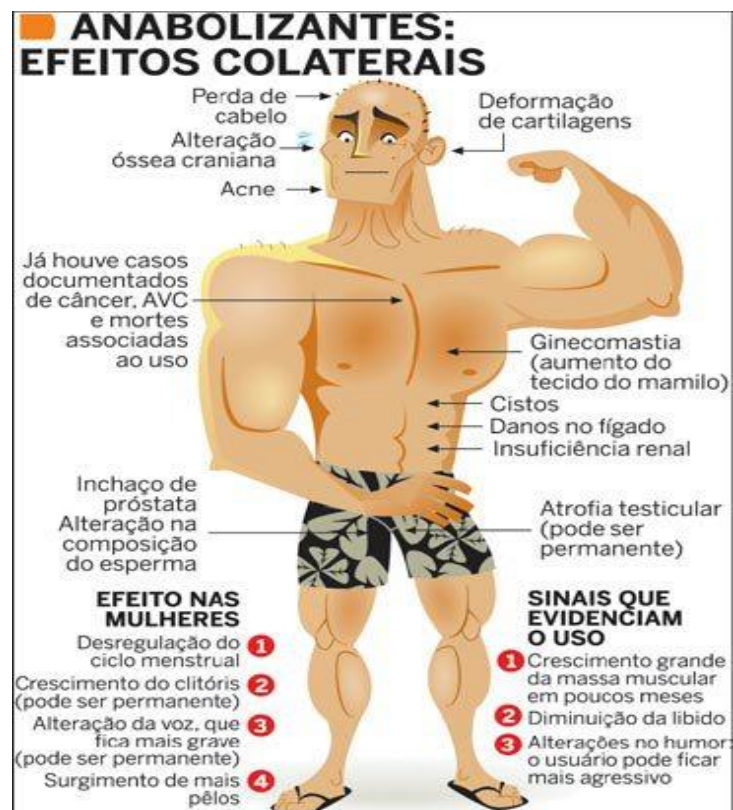 ANABOLIZANTES:
EFEITOS COLATERAIS
Perda de
cabelo
Alteração
óssea craniana
Acne
Deformação
de cartilagens
Já houve casos
documentados
de câncer, AVC
e mortes
associadas
ao uso
Ginecomastia
(aumento do
tecido do mamilo)
Cistos
Danos no fígado
Insuficiência renal
Inchaço de
próstata
Alteração na
composição
do esperma
Atrofia testicular
(pode ser
permanente)
EFEITO NAS
MULHERES
Desregulação do 1
ciclo menstrual
Crescimento do clitóris 2
(pode ser permanente)
Alteração da voz, que 3
fica mais grave
(pode ser permanente)
Surgimento de mais 4
pêlos
SINAIS QUE
EVIDENCIAM
O USO
1 Crescimento grande
da massa muscular
em poucos meses
2 Diminuição da libido
3 Alterações no humor:
o usuário pode ficar
mais agressivo